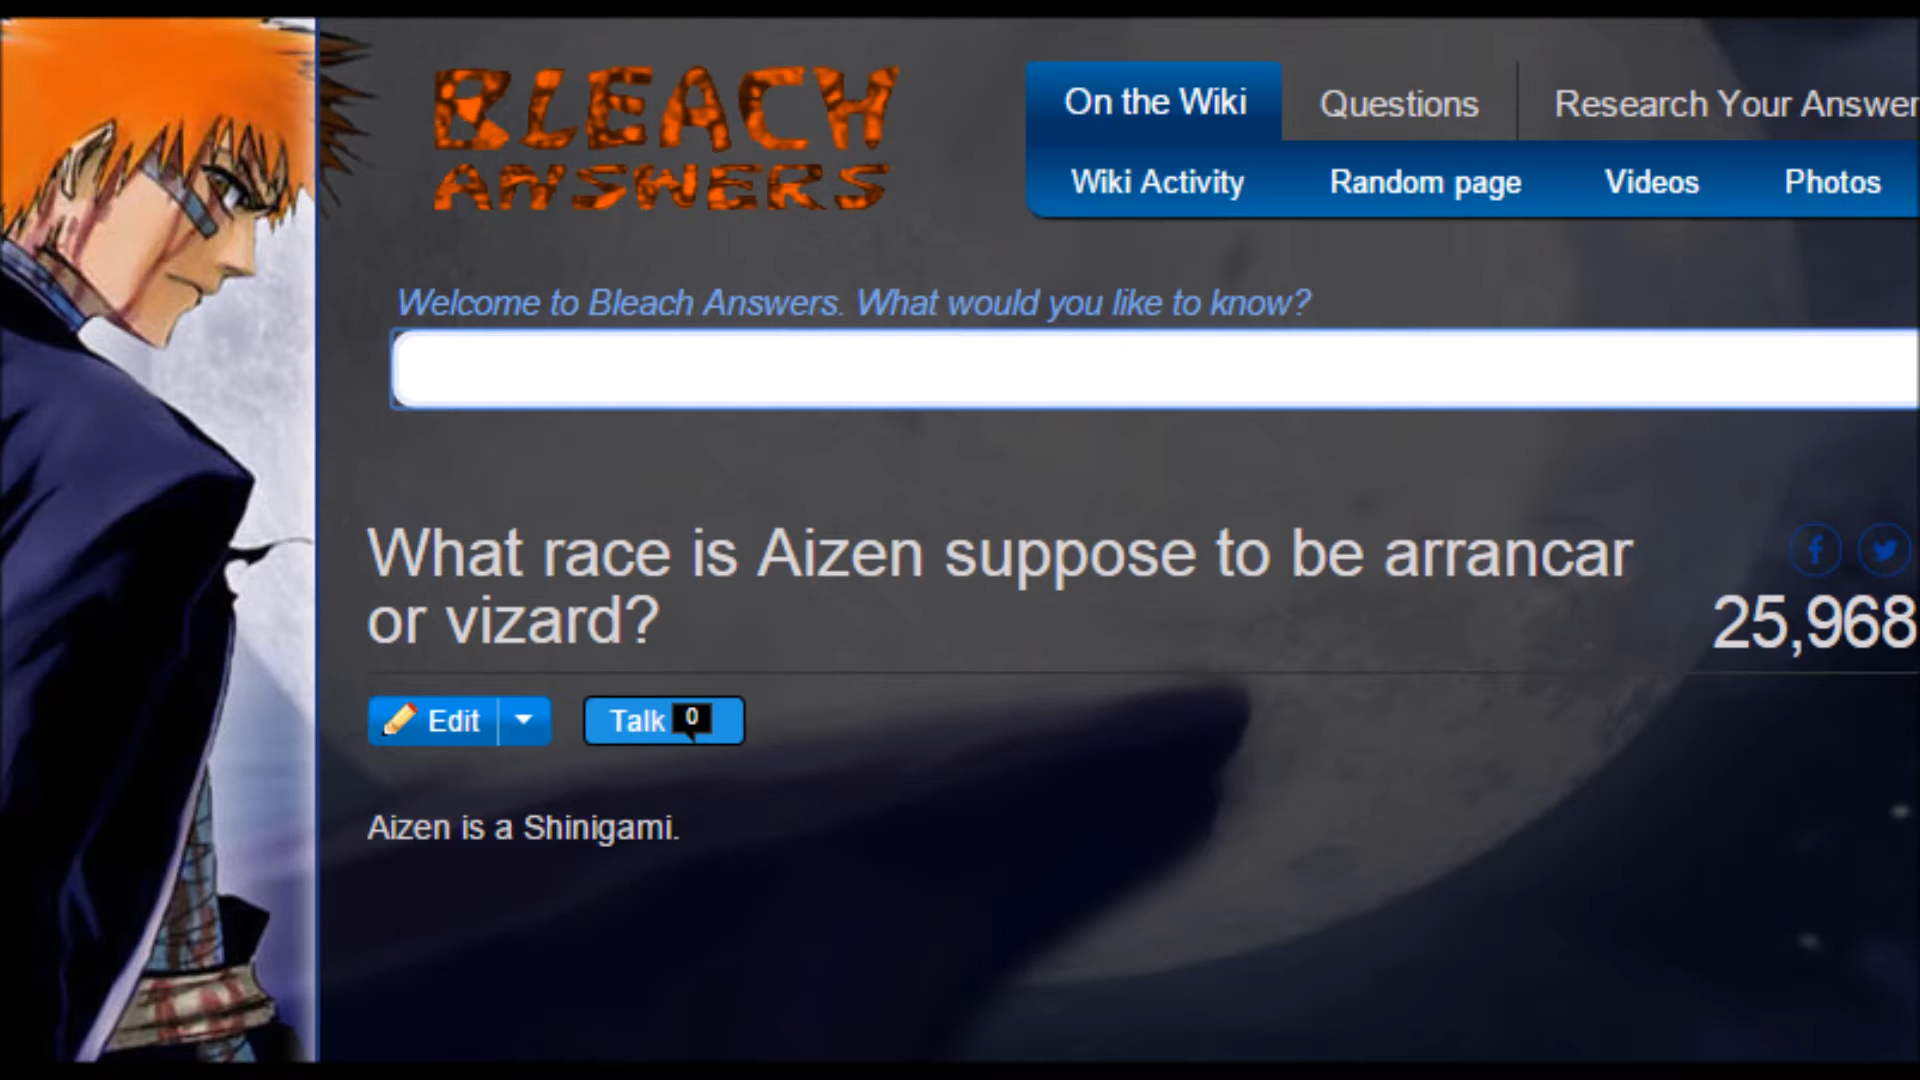 BLEACH
ANSWERS
On the Wiki
Questions
Research Your Answer
Wiki Activity
Random page
Videos
Photos
Welcome to Bleach Answers. What would you like to know?
What race is Aizen suppose to be arrancar
or vizard?
25,968
Edit
Talk 0
Aizen is a Shinigami.